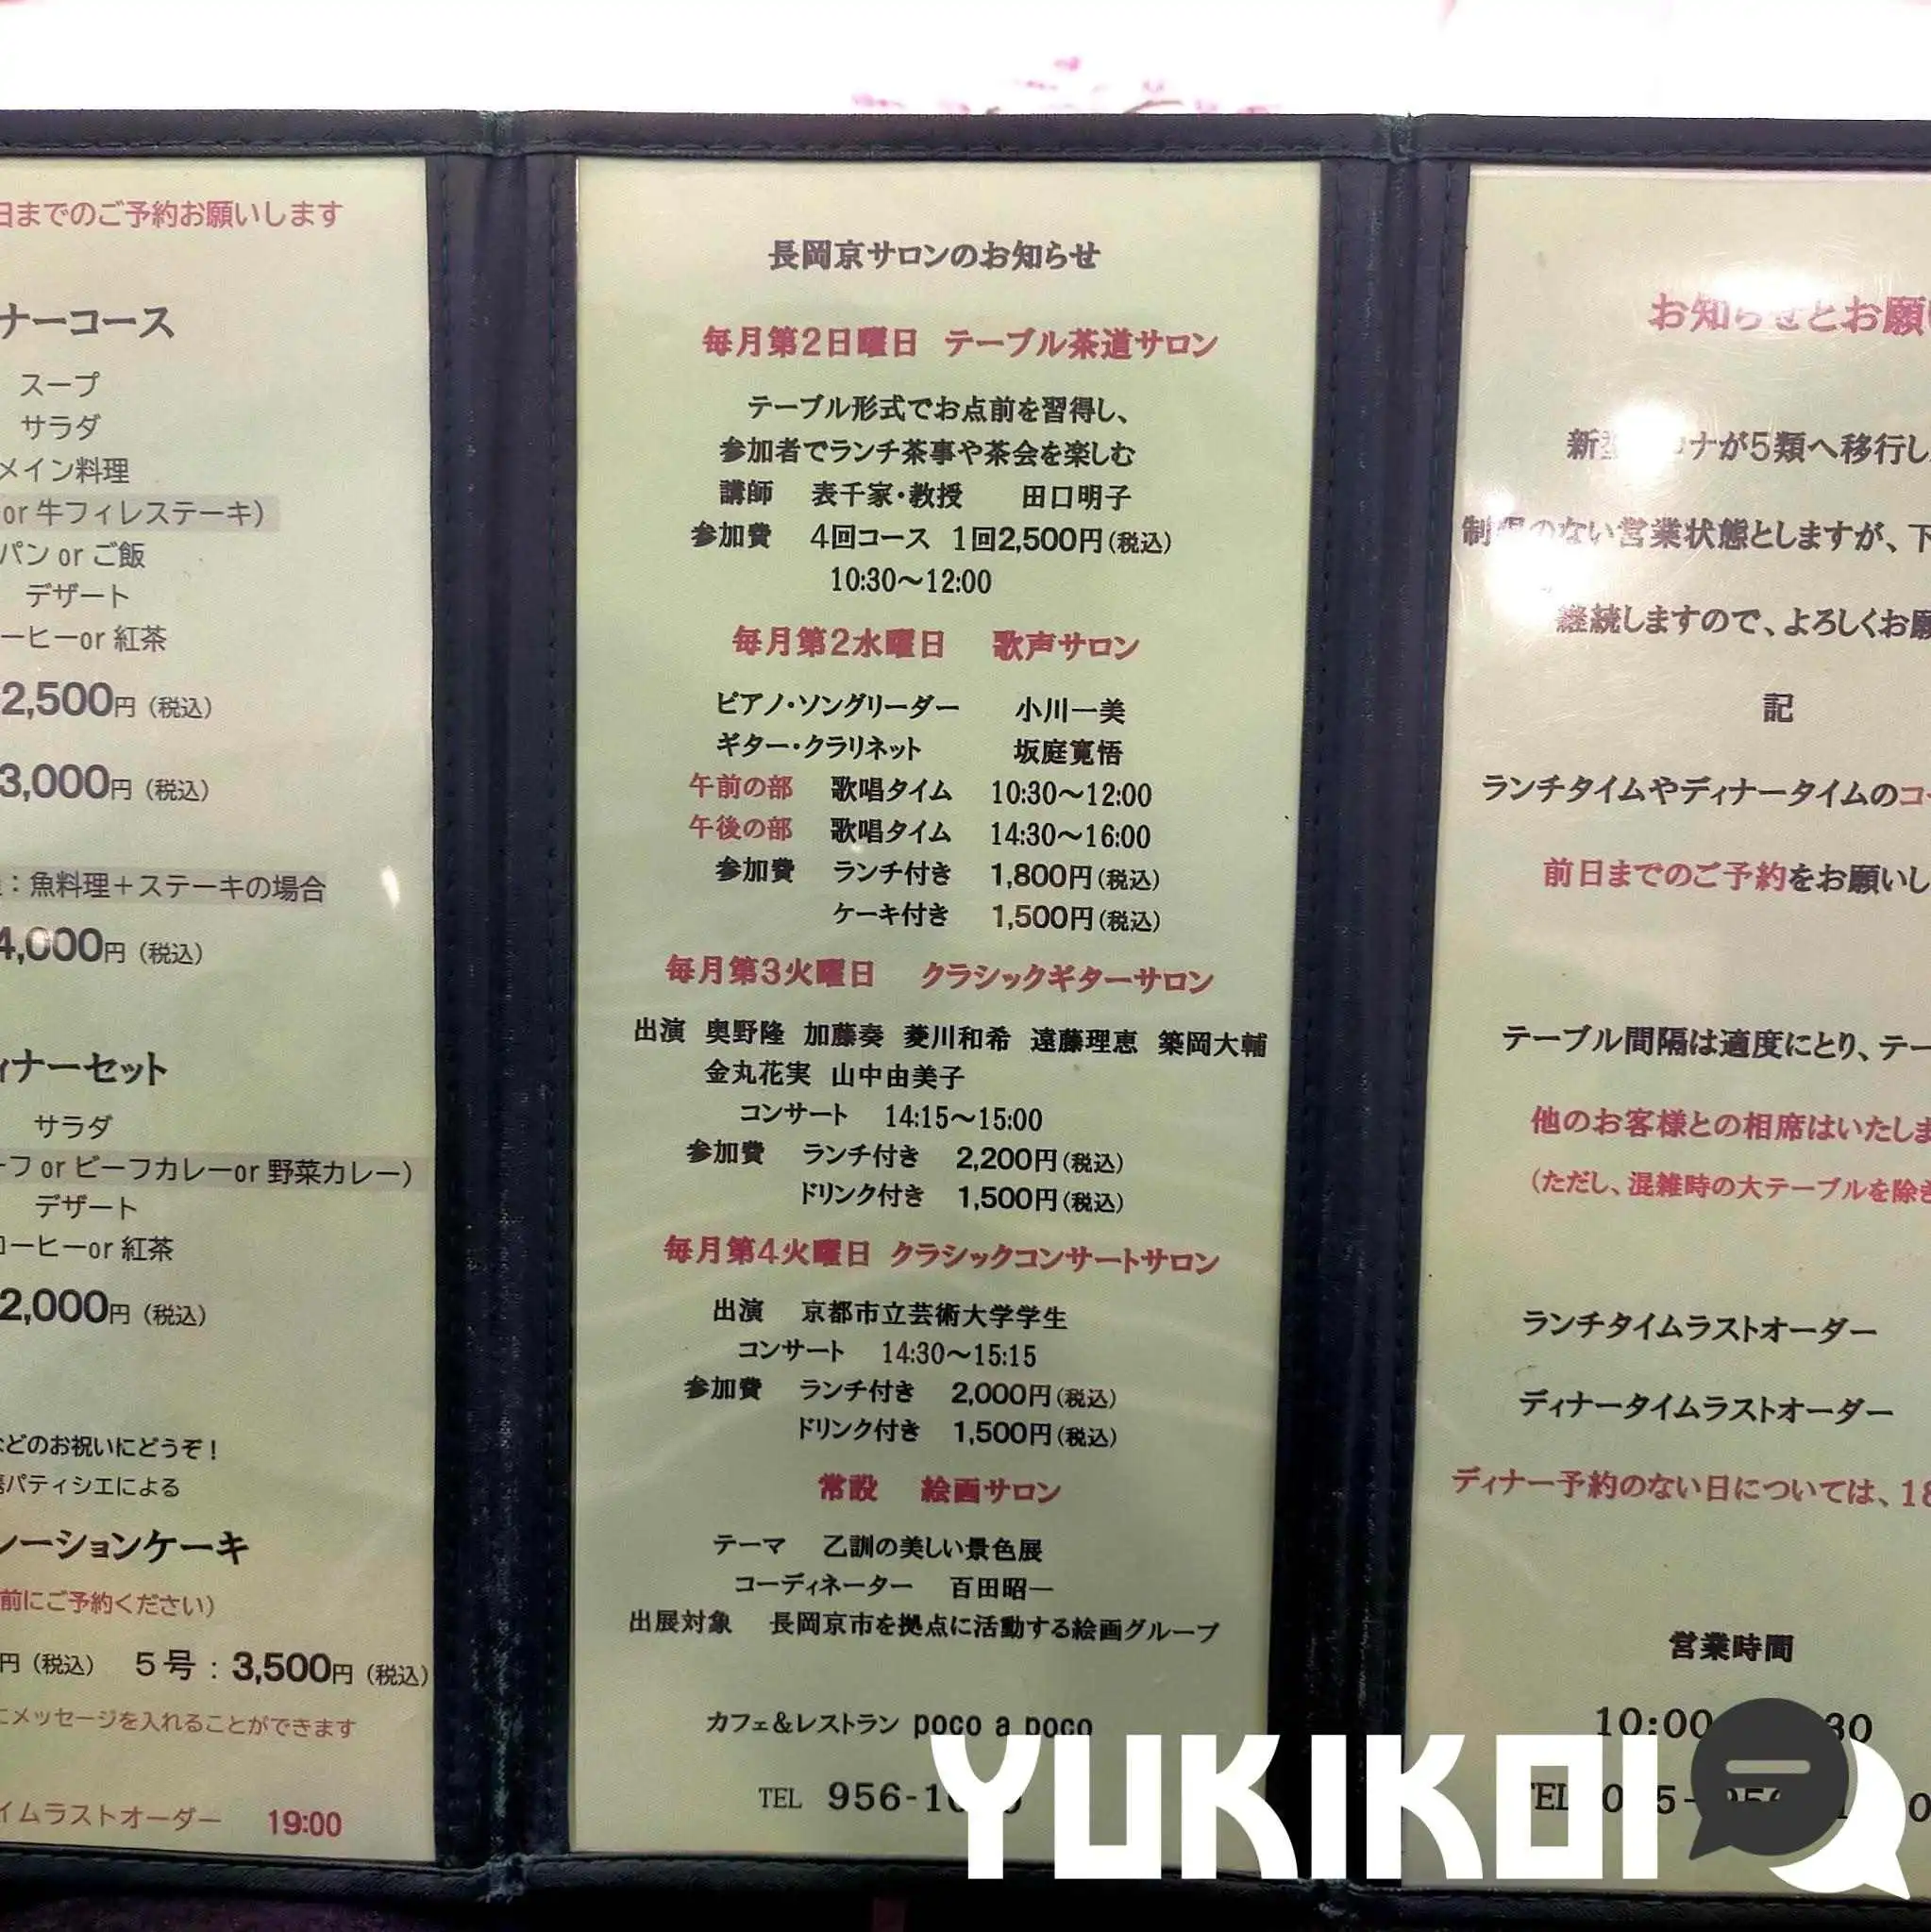 日までのご予約お願いします
ナーコース
スープ
サラダ
メイン料理
or 牛フィレステーキ）
パン or ご飯
デザート
ーヒーor 紅茶
2,500円（税込）
3,000円（税込）
：魚料理＋ステーキの場合
4,000円（税込）
ィナーセット
サラダ
ーフ or ビーフカレーor 野菜カレー）
デザート
コーヒーor 紅茶
2,000円（税込）
などのお祝いにどうぞ！
パティシエによる
レーションケーキ
前にご予約ください）
円（税込） ５号：3,500円（税込）
にメッセージを入れることができます
イムラストオーダー 19:00
長岡京サロンのお知らせ
毎月第2日曜日 テーブル茶道サロン
テーブル形式でお点前を習得し、
参加者でランチ茶事や茶会を楽しむ
講師 表千家・教授 田口明子
参加費 4回コース 1回2,500円(税込)
10:30～12:00
毎月第2水曜日 歌声サロン
ピアノ・ソングリーダー 小川一美
ギター・クラリネット 坂庭寛悟
午前の部 歌唱タイム 10:30～12:00
午後の部 歌唱タイム 14:30～16:00
参加費 ランチ付き 1,800円(税込)
ケーキ付き 1,500円(税込)
毎月第3火曜日 クラシックギターサロン
出演 奥野隆 加藤奏 菱川和希 遠藤理恵 築岡大輔
金丸花実 山中由美子
コンサート 14:15～15:00
参加費 ランチ付き 2,200円(税込)
ドリンク付き 1,500円(税込)
毎月第4火曜日 クラシックコンサートサロン
出演 京都市立芸術大学学生
コンサート 14:30～15:15
参加費 ランチ付き 2,000円(税込)
ドリンク付き 1,500円(税込)
常設 絵画サロン
テーマ 乙訓の美しい景色展
コーディネーター 百田昭一
出展対象 長岡京市を拠点に活動する絵画グループ
カフェ＆レストラン poco a poco
TEL 956-1
お知らせとお願い
新型 ナが5類へ移行し
制限のない営業状態としますが、下
継続しますので、よろしくお願
記
ランチタイムやディナータイムのコー
前日までのご予約をお願いし
テーブル間隔は適度にとり、テー
他のお客様との相席はいたしま
（ただし、混雑時の大テーブルを除き
ランチタイムラストオーダー
ディナータイムラストオーダー
ディナー予約のない日については、18
営業時間
10:00 30
TEL
YUKIKOI